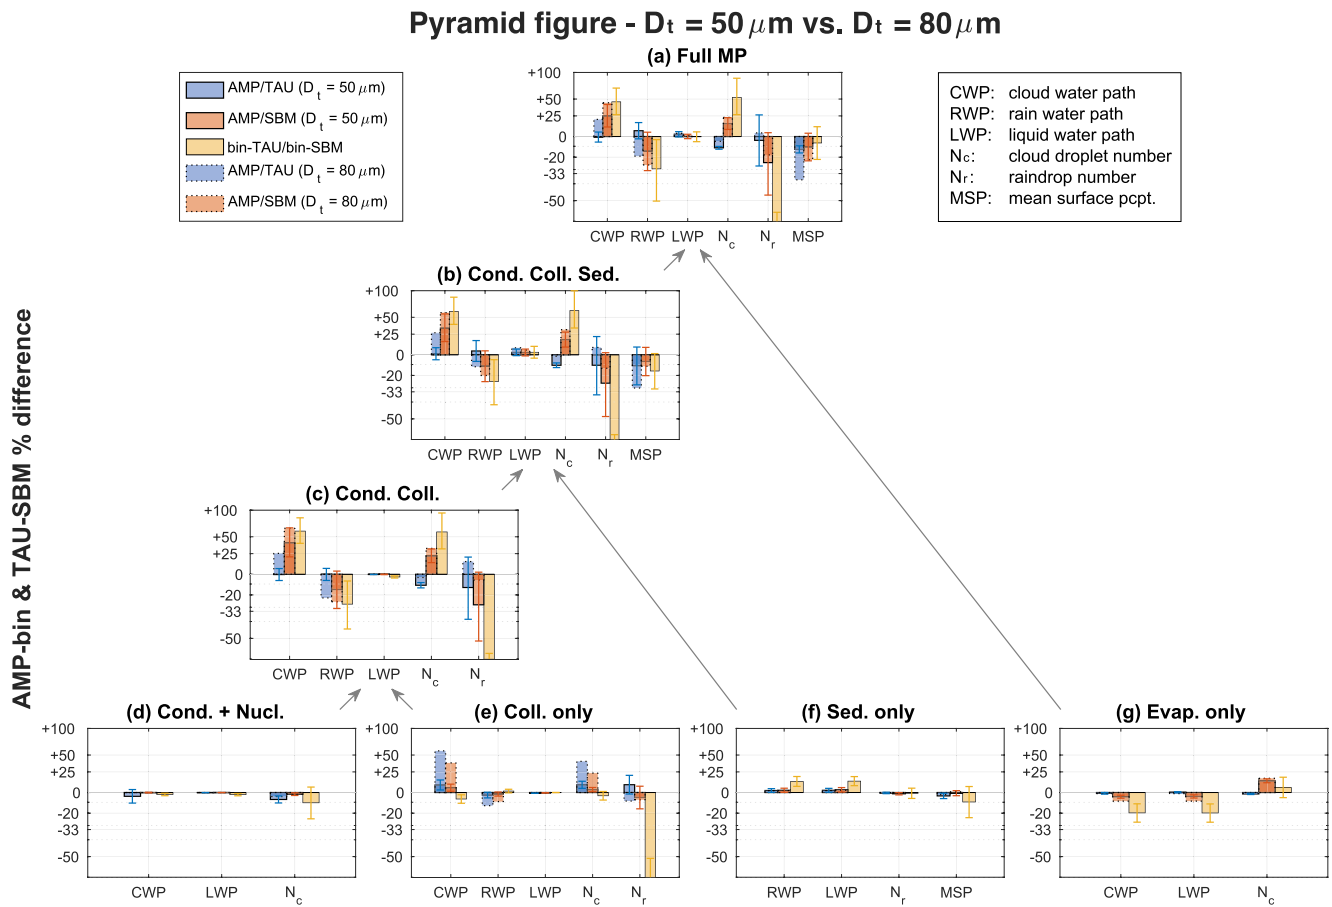 Pyramid figure - Dt = 50 μm vs. Dt = 80 μm
AMP/TAU (D t = 50 μm)
AMP/SBM (D t = 50 μm)
bin-TAU/bin-SBM
AMP/TAU (D t = 80 μm)
AMP/SBM (D t = 80 μm)
(a) Full MP
+100
+50
+25
0
-20
-33
-50
CWP RWP LWP Nc Nr MSP
CWP: cloud water path
RWP: rain water path
LWP: liquid water path
Nc: cloud droplet number
Nr: raindrop number
MSP: mean surface pcpt.
AMP-bin & TAU-SBM % difference
(b) Cond. Coll. Sed.
+100
+50
+25
0
-20
-33
-50
CWP RWP LWP Nc Nr MSP
(c) Cond. Coll.
+100
+50
+25
0
-20
-33
-50
CWP RWP LWP Nc Nr
(d) Cond. + Nucl.
+100
+50
+25
0
-20
-33
-50
CWP LWP Nc
(e) Coll. only
+100
+50
+25
0
-20
-33
-50
CWP RWP LWP Nc Nr
(f) Sed. only
+100
+50
+25
0
-20
-33
-50
RWP LWP Nr MSP
(g) Evap. only
+100
+50
+25
0
-20
-33
-50
CWP LWP Nc